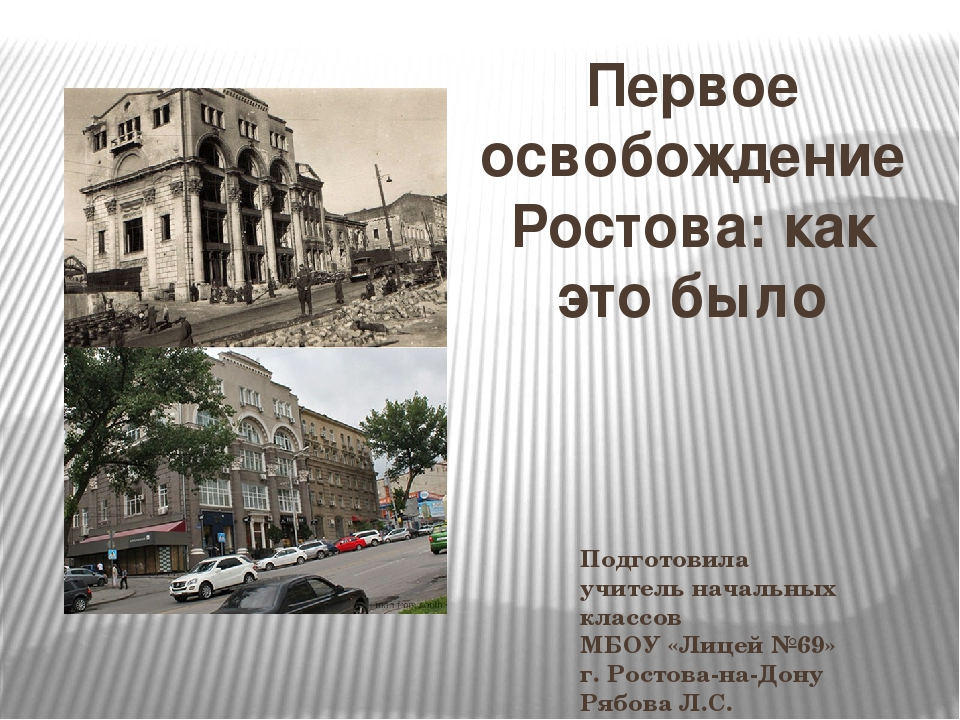 Первое
освобождение
Ростова: как
это было
Подготовила
учитель начальных
классов
МБОУ «Лицей №69»
г. Ростова-на-Дону
Рябова Л.С.